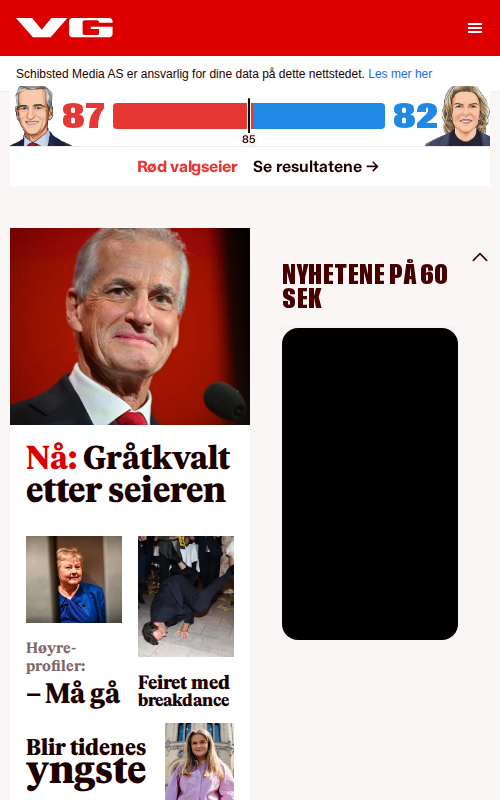 VG
Schibsted Media AS er ansvarlig for dine data på dette nettstedet. Les mer her
87
82
85
Rød valgseier Se resultatene →
Nå: Gråtkvalt
etter seieren
Høyre-
profiler:
– Må gå
Feiret med
breakdance
Blir tidenes
yngste
NYHETENE PÅ 60
SEK